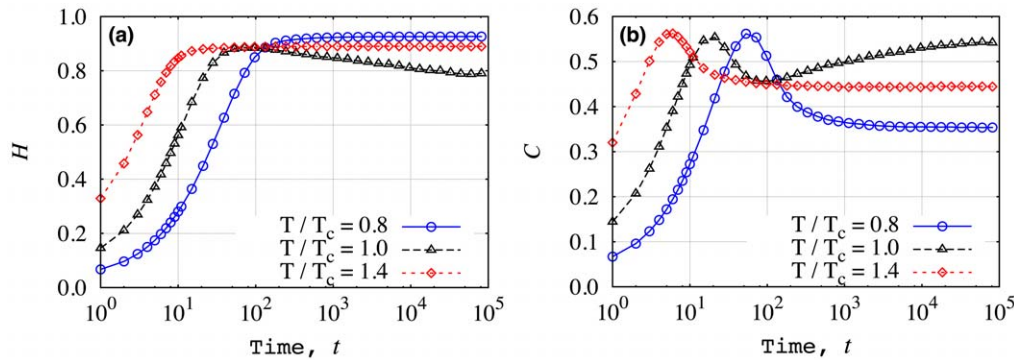 (a)
H
1.0
0.8
0.6
0.4
0.2
0.0
T / T_c = 0.8
T / T_c = 1.0
T / T_c = 1.4
10^0 10^1 10^2 10^3 10^4 10^5
Time, t
(b)
C
0.6
0.5
0.4
0.3
0.2
0.1
0.0
T / T_c = 0.8
T / T_c = 1.0
T / T_c = 1.4
10^0 10^1 10^2 10^3 10^4 10^5
Time, t